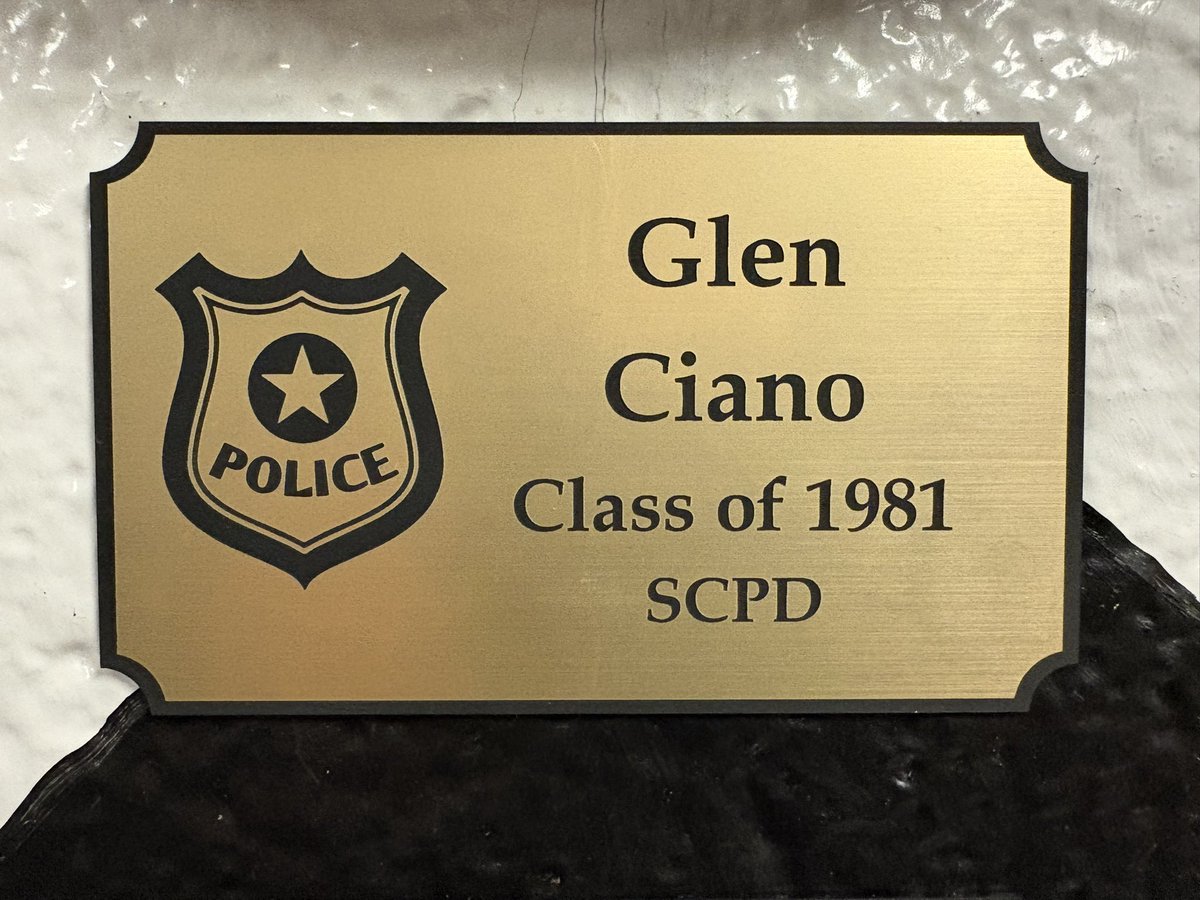 POLICE
Glen
Ciano
Class of 1981
SCPD